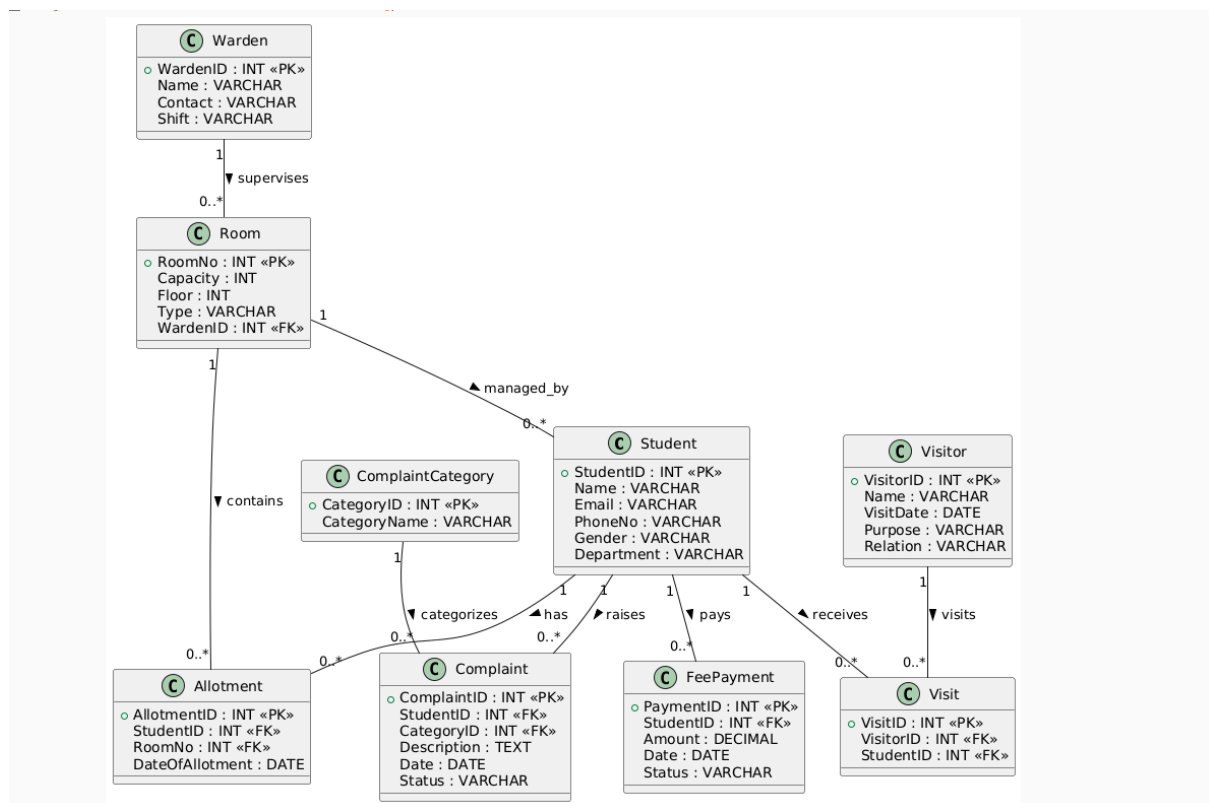 C Warden
WardenID : INT «PK»
Name : VARCHAR
Contact : VARCHAR
Shift : VARCHAR
1
supervises
0..*
C Room
RoomNo : INT «PK»
Capacity : INT
Floor : INT
Type : VARCHAR
WardenID : INT «FK»
1
1
managed_by
0..*
contains
C Student
StudentID : INT «PK»
Name : VARCHAR
Email : VARCHAR
PhoneNo : VARCHAR
Gender : VARCHAR
Department : VARCHAR
C Visitor
VisitorID : INT «PK»
Name : VARCHAR
VisitDate : DATE
Purpose : VARCHAR
Relation : VARCHAR
C ComplaintCategory
CategoryID : INT «PK»
CategoryName : VARCHAR
1
1
1
1
1
1
categorizes
has
raises
pays
receives
visits
0..*
0..*
0..*
0..*
0..*
0..*
0..*
C Allotment
AllotmentID : INT «PK»
StudentID : INT «FK»
RoomNo : INT «FK»
DateOfAllotment : DATE
C Complaint
ComplaintID : INT «PK»
StudentID : INT «FK»
CategoryID : INT «FK»
Description : TEXT
Date : DATE
Status : VARCHAR
C FeePayment
PaymentID : INT «PK»
StudentID : INT «FK»
Amount : DECIMAL
Date : DATE
Status : VARCHAR
C Visit
VisitID : INT «PK»
VisitorID : INT «FK»
StudentID : INT «FK»